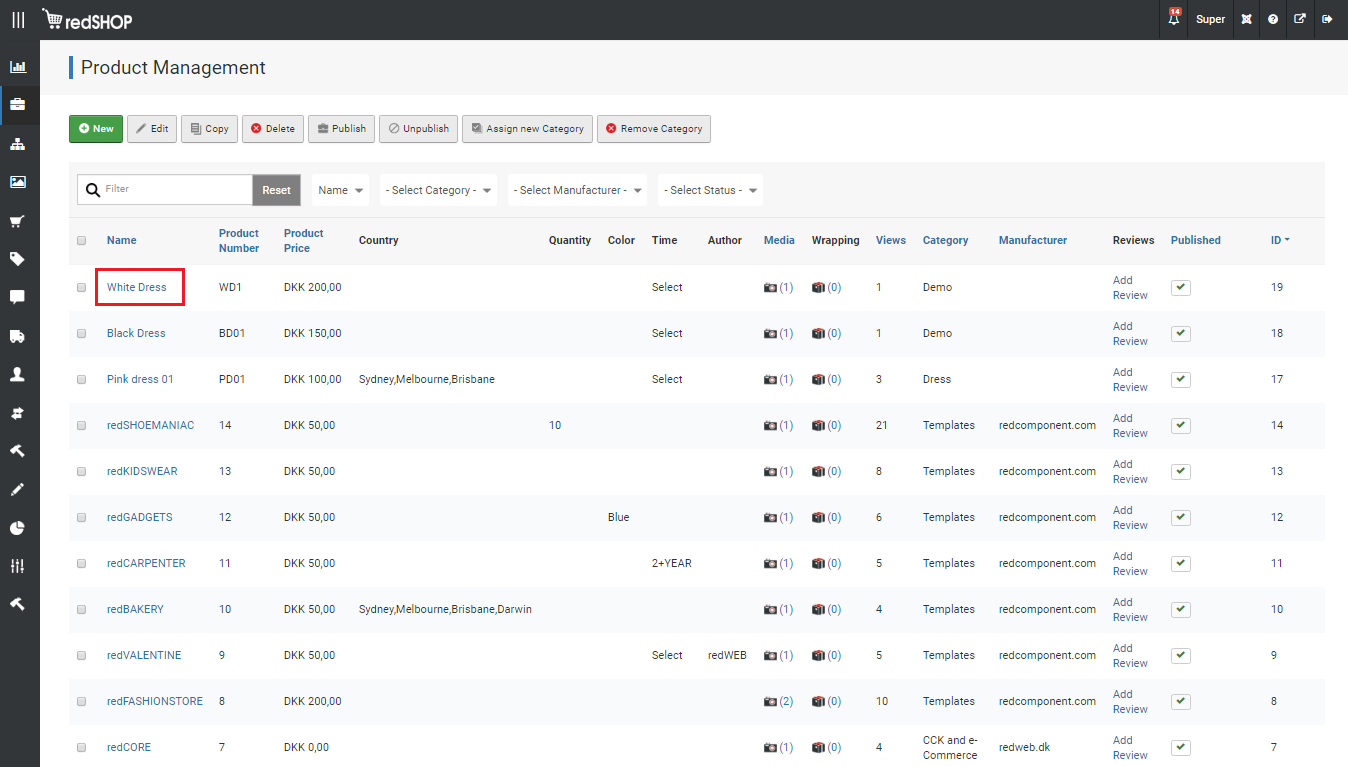 redSHOP
14
Super
Product Management
New Edit Copy Delete Publish Unpublish Assign new Category Remove Category
Filter Reset Name - Select Category - - Select Manufacturer - - Select Status -
Name Product Number Product Price Country Quantity Color Time Author Media Wrapping Views Category Manufacturer Reviews Published ID
White Dress WD1 DKK 200,00 Select (1) (0) 1 Demo Add Review 19
Black Dress BD01 DKK 150,00 Select (1) (0) 1 Demo Add Review 18
Pink dress 01 PD01 DKK 100,00 Sydney,Melbourne,Brisbane Select (1) (0) 3 Dress Add Review 17
redSHOEMANIAC 14 DKK 50,00 10 (1) (0) 21 Templates redcomponent.com Add Review 14
redKIDSWEAR 13 DKK 50,00 (1) (0) 8 Templates redcomponent.com Add Review 13
redGADGETS 12 DKK 50,00 Blue (1) (0) 6 Templates redcomponent.com Add Review 12
redCARPENTER 11 DKK 50,00 2+YEAR (1) (0) 5 Templates redcomponent.com Add Review 11
redBAKERY 10 DKK 50,00 Sydney,Melbourne,Brisbane,Darwin (1) (0) 4 Templates redcomponent.com Add Review 10
redVALENTINE 9 DKK 50,00 Select redWEB (1) (0) 5 Templates redcomponent.com Add Review 9
redFASHIONSTORE 8 DKK 200,00 (2) (0) 10 Templates redcomponent.com Add Review 8
redCORE 7 DKK 0,00 (1) (0) 4 CCK and e-Commerce redweb.dk Add Review 7